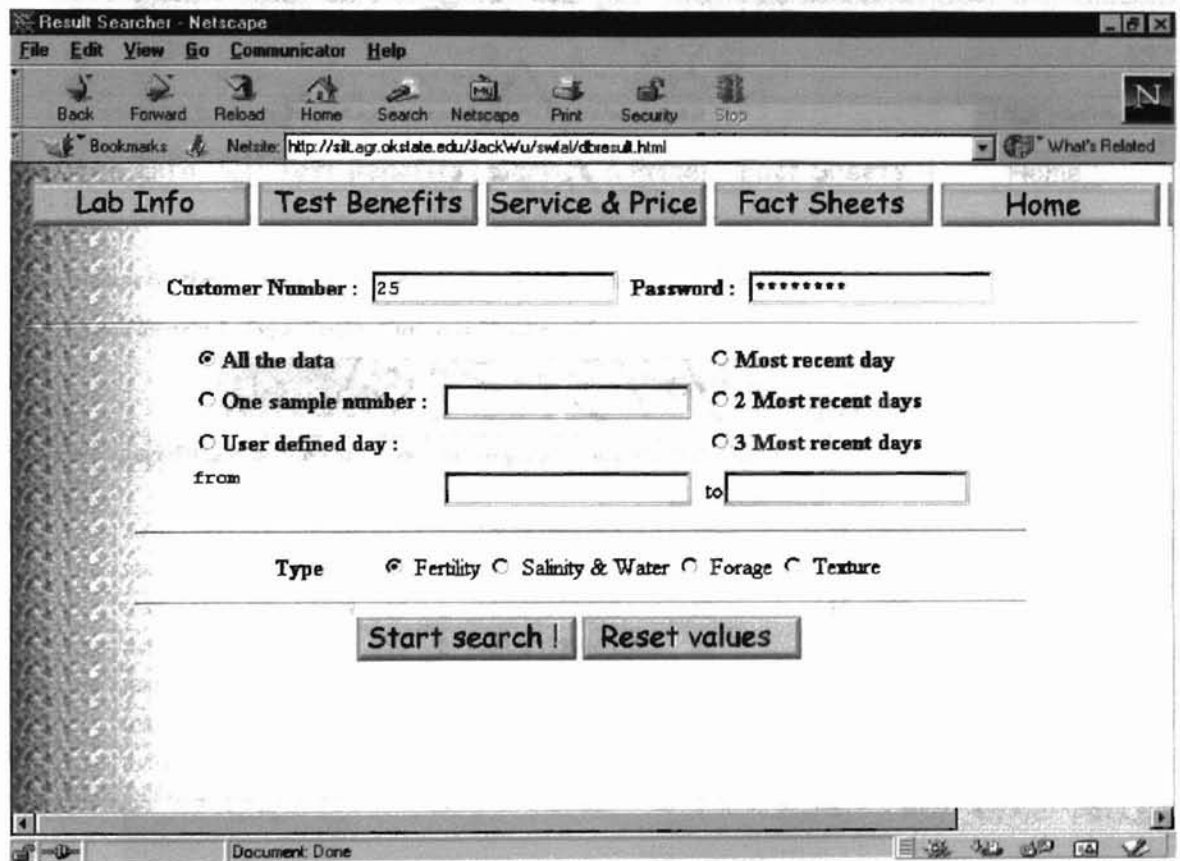 Result Searcher - Netscape
File Edit View Go Communicator Help
Back Forward Reload Home Search Netscape Print Security Stop
Bookmarks Netsite: http://silt.agr.okstate.edu/JackWu/swfal/dbresult.html What's Related
Lab Info Test Benefits Service & Price Fact Sheets Home
Customer Number : 25 Password : ********
All the data Most recent day
One sample number : 2 Most recent days
User defined day : 3 Most recent days
from to
Type Fertility Salinity & Water Forage Texture
Start search ! Reset values
Document: Done